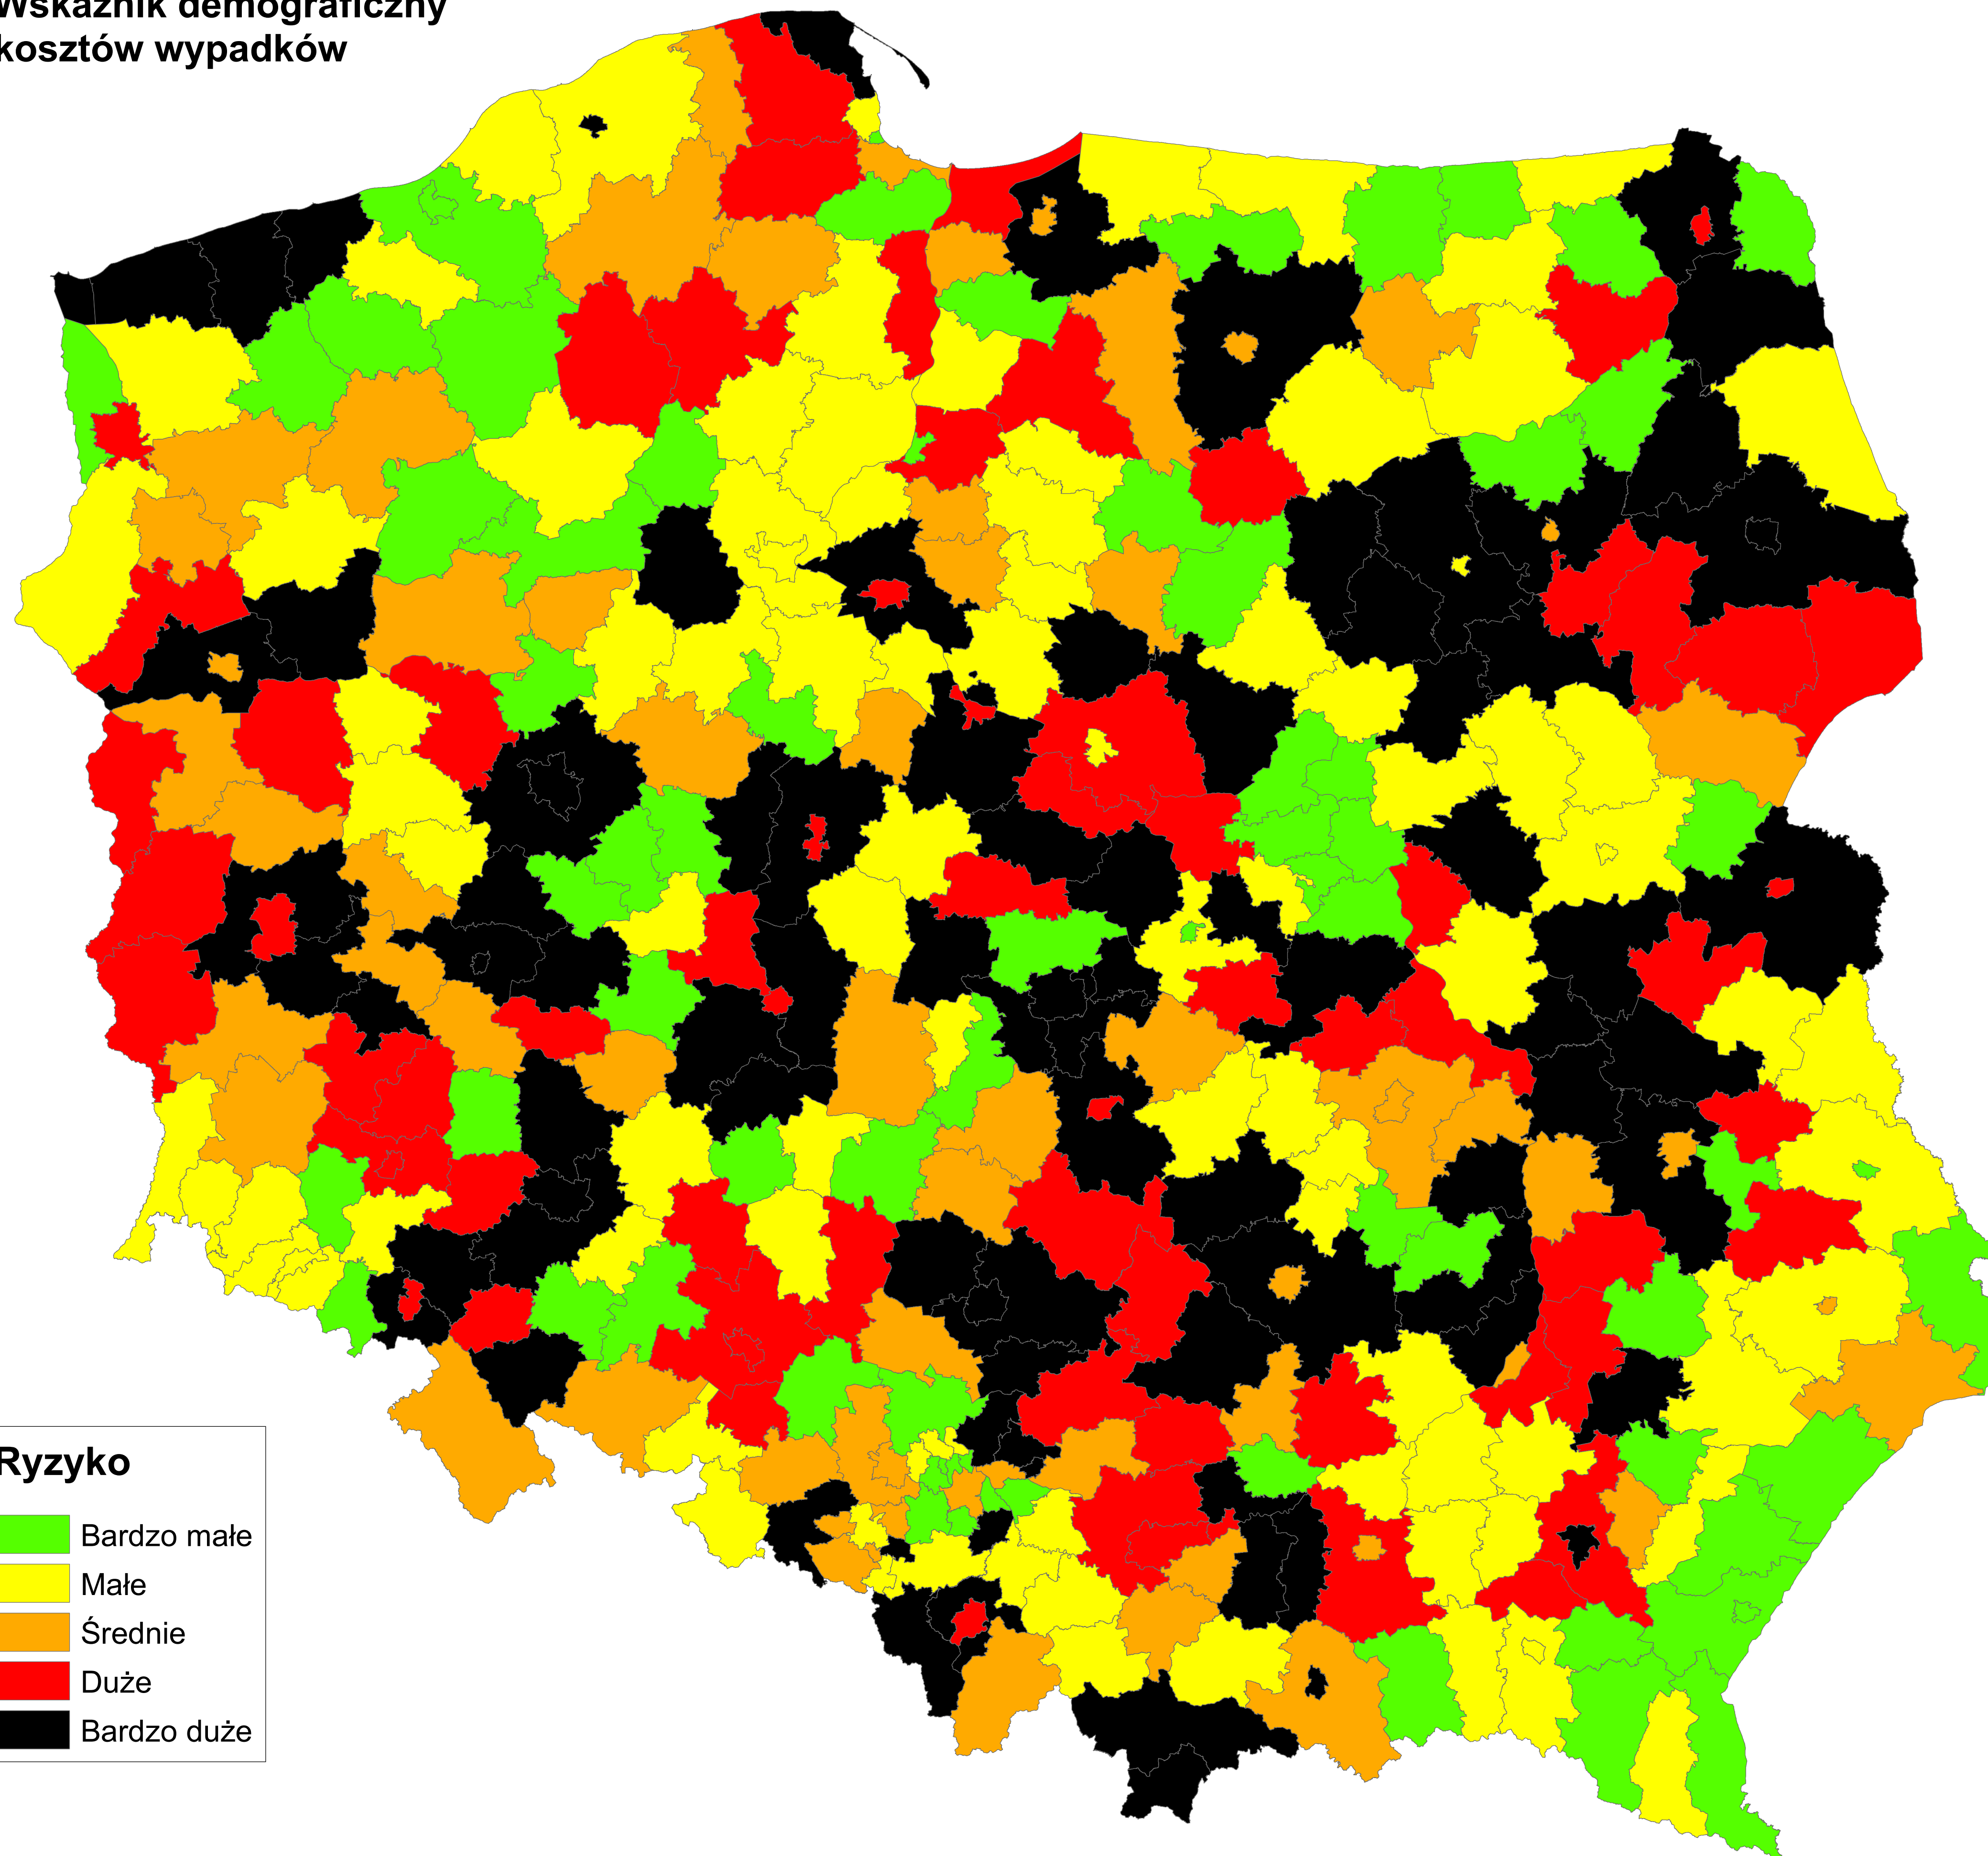 Wskaźnik demograficzny
kosztów wypadków
Ryzyko
Bardzo małe
Małe
Średnie
Duże
Bardzo duże